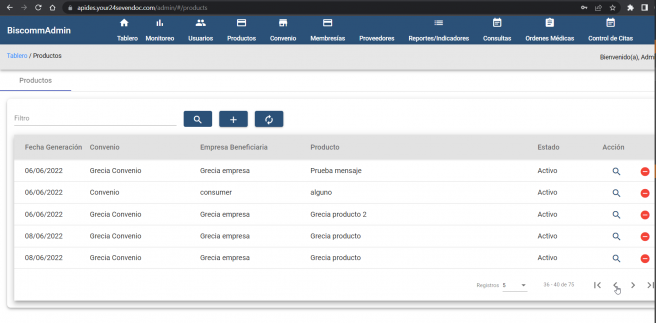 apides.your24sevendoc.com/admin/#/products
BiscommAdmin
Tablero Monitoreo Usuarios Productos Convenio Membresías Proveedores Reportes/Indicadores Consultas Ordenes Médicas Control de Citas
Tablero / Productos
Bienvenido(a), Adm
Productos
Filtro
Fecha Generación Convenio Empresa Beneficiaria Producto Estado Acción
06/06/2022 Grecia Convenio Grecia empresa Prueba mensaje Activo
06/06/2022 Convenio consumer alguno Activo
06/06/2022 Grecia Convenio Grecia empresa Grecia producto 2 Activo
08/06/2022 Grecia Convenio Grecia empresa Grecia producto Activo
08/06/2022 Grecia Convenio Grecia empresa Grecia producto Activo
Registros 5 36 - 40 de 75